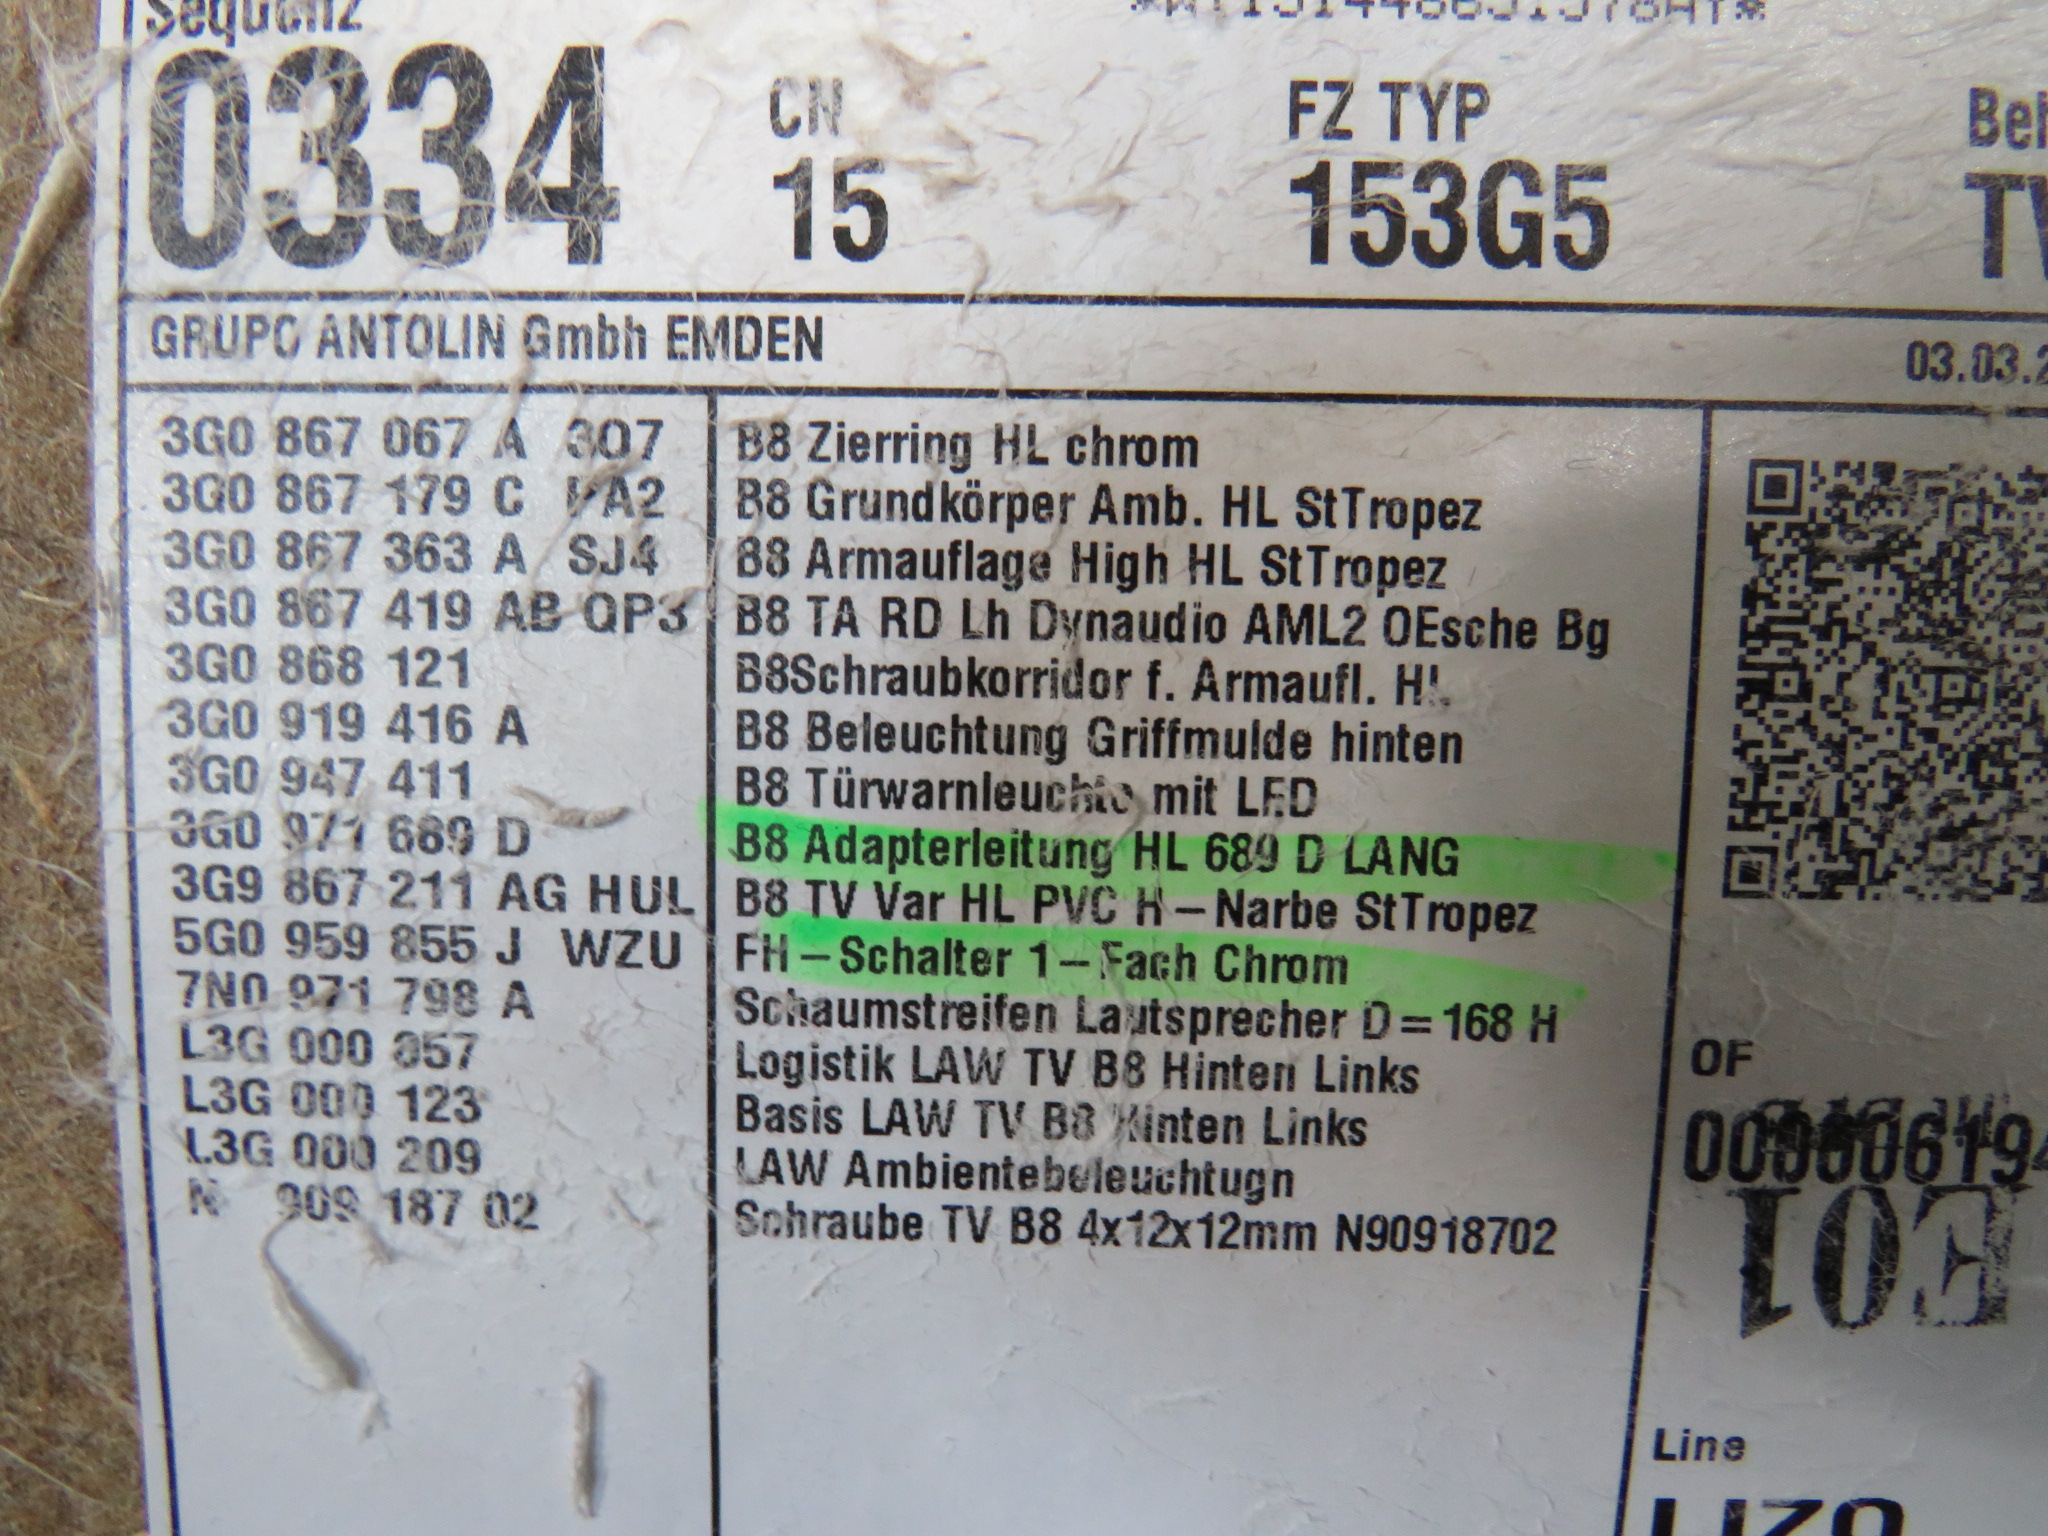 Sequenz
0334
CN
15
FZ TYP
153G5
GRUPO ANTOLIN Gmbh EMDEN
3G0 867 067 A 3Q7 B8 Zierring HL chrom
3G0 867 179 C B8 Grundkörper Amb. HL StTropez
3G0 867 363 A SJ4 B8 Armauflage High HL StTropez
3G0 867 419 AB QP3 B8 TA RD Lh Dynaudio AML2 OEsche Bg
3G0 868 121 B8Schraubkorridor f. Armaufl. HL
3G0 919 416 A B8 Beleuchtung Griffmulde hinten
3G0 947 411 B8 Türwarnleuchte mit LED
3G0 971 689 D B8 Adapterleitung HL 689 D LANG
3G9 867 211 AG HUL B8 TV Var HL PVC H-Narbe StTropez
5G0 959 855 J WZU FH-Schalter 1-Fach Chrom
7N0 971 798 A Schaumstreifen Lautsprecher D=168 H
L3G 000 057 Logistik LAW TV B8 Hinten Links
L3G 000 123 Basis LAW TV B8 Hinten Links
L3G 000 209 LAW Ambientebeleuchtugn
N 909 187 02 Schraube TV B8 4x12x12mm N90918702
OF
E01
Line